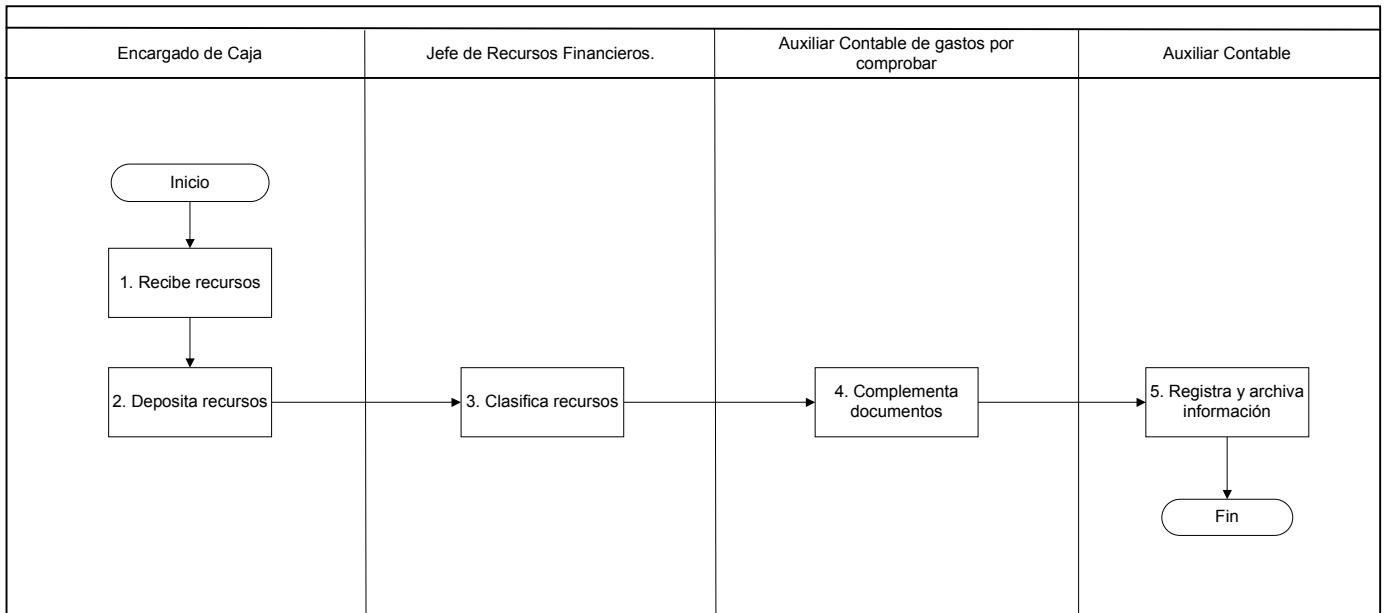 Encargado de Caja
Jefe de Recursos Financieros.
Auxiliar Contable de gastos por
comprobar
Auxiliar Contable
Inicio
1. Recibe recursos
2. Deposita recursos
3. Clasifica recursos
4. Complementa
documentos
5. Registra y archiva
información
Fin